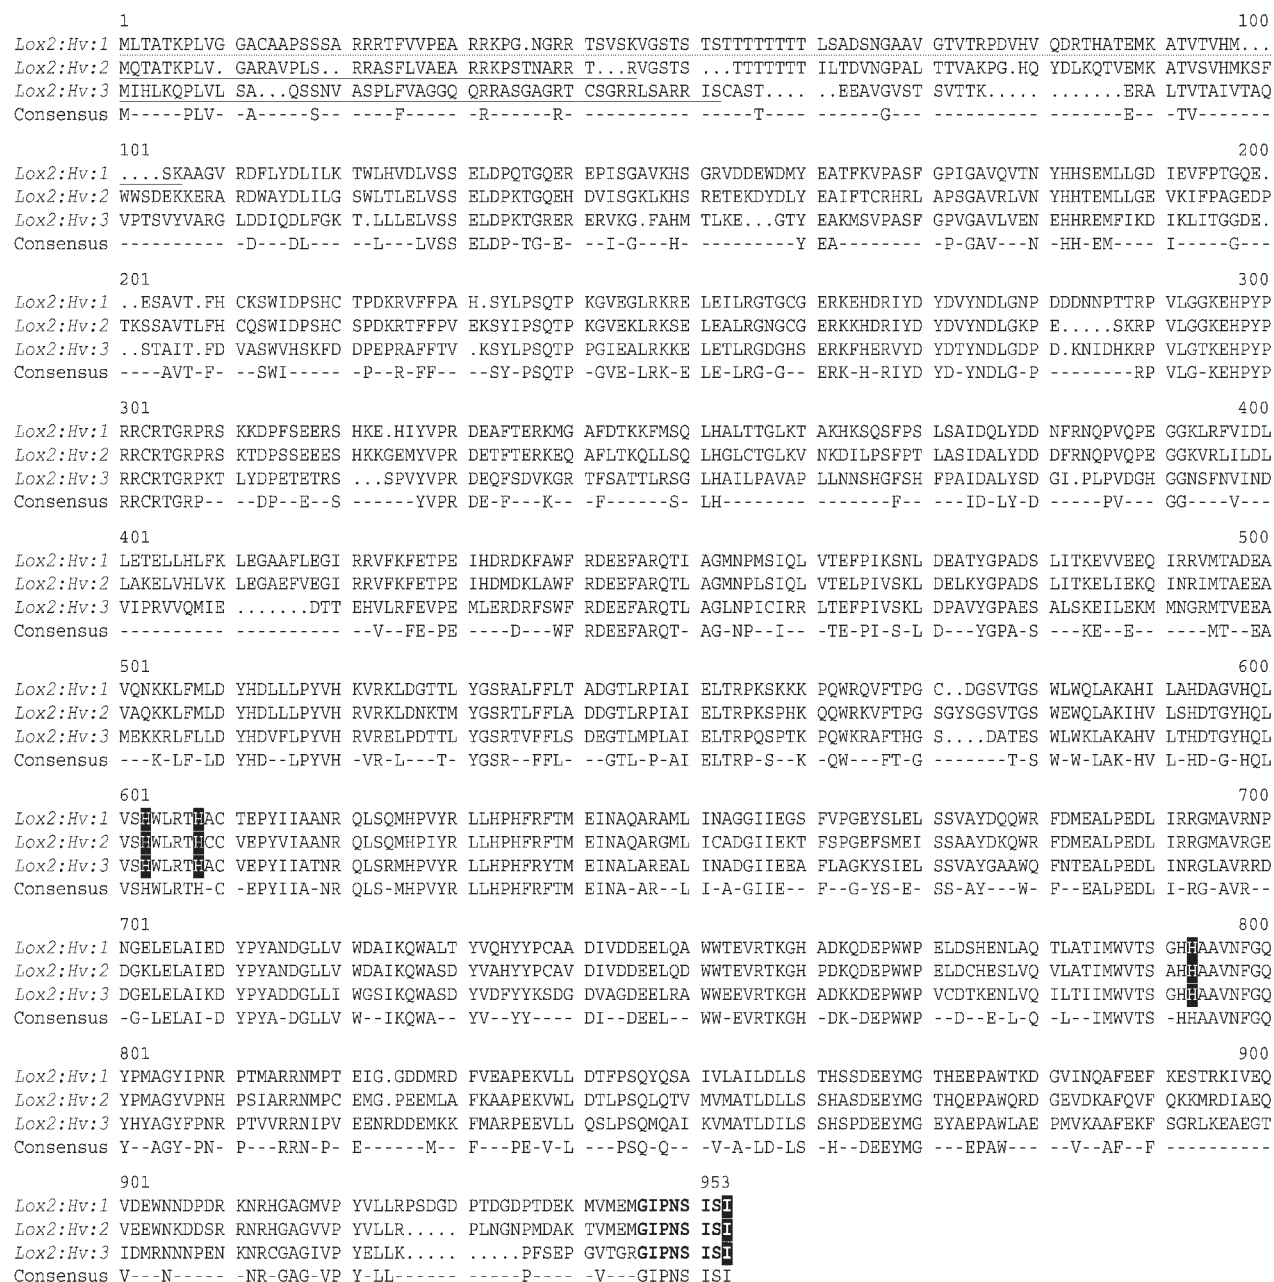 1 100
Lox2:Hv:1 MLTATKPLVG GACAAPSSSA RRRTFVVPEA RRKPG.NGRR TSVSKVGSTS TSTTTTTTTT LSADSNGAAV GTVTRPDVHV QDRTHATEMK ATVTVHM...
Lox2:Hv:2 MQTATKPLV. GARAVPLS.. RRASFLVAEA RRKPSTNARR T...RVGSTS ...TTTTTTT ILTDVNGPAL TTVAKPG.HQ YDLKQTVEMK ATVSVHMKSF
Lox2:Hv:3 MIHLKQPLVL SA...QSSNV ASPLFVAGGQ QRRASGAGRT CSGRRLSARR ISCAST.... .EEAVGVSTS SVTTK..... .......ERA LTVTAIVTAQ
Consensus M-----PLV- -A----S--- ----F----- -R-----R-- ---------- -----T---- -----G---- ---------- --------E-- -TV-------
101 200
Lox2:Hv:1 ....SKAAGV RDFLYDLILK TWLHVDLVSS ELDPQTGQER EPISGAVKHS GRVDDEWDMY EATFKVPASF GPIGAVQVTN YHHSEMLLGD IEVFPTGQE.
Lox2:Hv:2 WWSDEKKERA RDWAYDLILG SWLTLELVSS ELDPKTGQEH DVISGKLKHS RETEKDYDLY EAIFTCRHRL APSGAVRLVN YHHTEMLLGE VKIFPAGEDP
Lox2:Hv:3 VPTSVYVARG LDDIQDLFGK T.LLLELVSS ELDPKTGRER ERVKG.FAHM TLKE...GTY EAKMSVPASF GPVGAVLVEN EHHREMFIKD IKLITGGDE.
Consensus ---------- -D--DL---- --L---LVSS ELDP-TG-E- --I-G---H- ---------Y EA-------- -P-GAV---N -HH-EM---- I-----G---
201 300
Lox2:Hv:1 ..ESAVT.FH CKSWIDPSHC TPDKRVFFPA H.SYLPSQTP KGVEGLRKRE LEILRGTGCG ERKEHDRIYD YDVYNDLGNP DDDNNPTTRP VLGGKEHPYP
Lox2:Hv:2 TKSSAVTLFH CQSWIDPSHC SPDKRTFFPV EKSYIPSQTP KGVEKLRKSE LEALRGNGCG ERKKHDRIYD YDVYNDLGKP E.....SKRP VLGGKEHPYP
Lox2:Hv:3 ..STAIT.FD VASWVHSKFD DPEPRAFFTV .KSYLPSQTP PGIEALRKKE LETLRGDGHS ERKFHERVYD YDTYNDLGDP D.KNIDHKRP VLGTKEHPYP
Consensus ----AVT-F- --SWI----- -P--R-FF-- --SY-PSQTP -GVE-LRK-E LE-LRG-G-- ERK-H-RIYD YD-YNDLG-P --------RP VLG-KEHPYP
301 400
Lox2:Hv:1 RRCRTGRPRS KKDPFSEERS HKE.HIYVPR DEAFTERKMG AFDTKKFMSQ LHALTTGLKT AKHKSQSFPS LSAIDQLYDD NFRNQPVQPE GGKLRFVIDL
Lox2:Hv:2 RRCRTGRPRS KTDPSSEEES HKKGEMYVPR DETFTERKEQ AFLTKQLLSQ LHGLCTGLKV NKDILPSFPT LASIDALYDD DFRNQPVQPE GGKVRLILDL
Lox2:Hv:3 RRCRTGRPKT LYDPETETRS ...SPVYVPR DEQFSDVKGR TFSATTLRSG LHAILPAVAP LLNNSHGFSH FPAIDALYSD GI.PLPVDGH GGNSFNVIND
Consensus RRCRTGRP-- --DP--E--S ------YVPR DE-F---K-- -F------S- LH-------- -------F-- ---ID-LY-D -----PV--- GG----V---
401 500
Lox2:Hv:1 LETELLHLFK LEGAAFLEGI RRVFKFETPE IHDRDKFAWF RDEEFARQTI AGMNPMSIQL VTEFPIKSNL DEATYGPADS LITKEVVEEQ IRRVMTADEA
Lox2:Hv:2 LAKELVHLVK LEGAEFVEGI RRVFKFETPE IHDMDKLAWF RDEEFARQTL AGMNPLSIQL VTELPIVSKL DELKYGPADS LITKELIEKQ INRIMTAEEA
Lox2:Hv:3 VIPRVVQMIE .......DTT EHVLRFEVPE MLERDRFSWF RDEEFARQTL AGLNPICIRR LTEFPIVSKL DPAVYGPAES ALSKEILEKM MNGRMTVEEA
Consensus ---------- ---------- --V--FE-PE ----D---WF RDEEFARQT- AG-NP--I-- -TE-PI-S-L D---YGPA-S ---KE--E-- ----MT--EA
501 600
Lox2:Hv:1 VQNKKLFMLD YHDLLLPYVH KVRKLDGTTL YGSRALFFLT ADGTLRPIAI ELTRPKSKKK PQWRQVFTPG C..DGSVTGS WLWQLAKAHI LAHDAGVHQL
Lox2:Hv:2 VAQKKLFMLD YHDLLLPYVH RVRKLDNKTM YGSRTLFFLA DDGTLRPIAI ELTRPKSPHK QQWRKVFTPG SGYSGSVTGS WEWQLAKIHV LSHDTGYHQL
Lox2:Hv:3 MEKKRLFLLD YHDVFLPYVH RVRELPDTTL YGSRTVFFLS DEGTLMPLAI ELTRPQSPTK PQWKRAFTHG S....DATES WLWKLAKAHV LTHDTGYHQL
Consensus ---K-LF-LD YHD--LPYVH -VR-L---T- YGSR--FFL- --GTL-P-AI ELTRP-S--K -QW---FT-G -------T-S W-W-LAK-HV L-HD-G-HQL
601 700
Lox2:Hv:1 VSHWLRTHAC TEPYIIAANR QLSQMHPVYR LLHPHFRFTM EINAQARAML INAGGIIEGS FVPGEYSLEL SSVAYDQQWR FDMEALPEDL IRRGMAVRNP
Lox2:Hv:2 VSHWLRTHCC VEPYVIAANR QLSQMHPIYR LLHPHFRFTM EINAQARGML ICADGIIEKT FSPGEFSMEI SSAAYDKQWR FDMEALPEDL IRRGMAVRGE
Lox2:Hv:3 VSHWLRTHAC VEPYIIATNR QLSRMHPVYR LLHPHFRYTM EINALAREAL INADGIIEEA FLAGKYSIEL SSVAYGAAWQ FNTEALPEDL INRGLAVRRD
Consensus VSHWLRTH-C -EPYIIA-NR QLS-MHPVYR LLHPHFRFTM EINA-AR--L I-A-GIIE-- F--G-YS-E- SS-AY---W- F--EALPEDL I-RG-AVR--
701 800
Lox2:Hv:1 NGELELAIED YPYANDGLLV WDAIKQWALT YVQHYYPCAA DIVDDEELQA WWTEVRTKGH ADKQDEPWWP ELDSHENLAQ TLATIMWVTS GHHAAVNFGQ
Lox2:Hv:2 DGKLELAIED YPYANDGLLV WDAIKQWASD YVAHYYPCAV DIVDDEELQD WWTEVRTKGH PDKQDEPWWP ELDCHESLVQ VLATIMWVTS AHHAAVNFGQ
Lox2:Hv:3 DGELELAIKD YPYADDGLLI WGSIKQWASD YVDFYYKSDG DVAGDEELRA WWEEVRTKGH ADKKDEPWWP VCDTKENLVQ ILTIIMWVTS GHHAAVNFGQ
Consensus -G-LELAI-D YPYA-DGLLV W--IKQWA-- YV--YY---- DI--DEEL-- WW-EVRTKGH -DK-DEPWWP --D--E-L-Q -L--IMWVTS -HHAAVNFGQ
801 900
Lox2:Hv:1 YPMAGYIPNR PTMARRNMPT EIG.GDDMRD FVEAPEKVLL DTFPSQYQSA IVLAILDLLS THSSDEEYMG THEEPAWTKD GVINQAFEEF KESTRKIVEQ
Lox2:Hv:2 YPMAGYVPNH PSIARRNMPC EMG.PEEMLA FKAAPEKVWL DTLPSQLQTV MVMATLDLLS SHASDEEYMG THQEPAWQRD GEVDKAFQVF QKKMRDIAEQ
Lox2:Hv:3 YHYAGYFPNR PTVVRRNIPV EENRDDEMKK FMARPEEVLL QSLPSQMQAI KVMATLDILS SHSPDEEYMG EYAEPAWLAE PMVKAAFEKF SGRLKEAEGT
Consensus Y--AGY-PN- P---RRN-P- E------M-- F---PE-V-L ---PSQ-Q-- -V-A-LD-LS -H--DEEYMG ---EPAW--- --V--AF--F ----------
901 953
Lox2:Hv:1 VDEWNNDPDR KNRHGAGMVP YVLLRPSDGD PTDGDPTDEK MVMEMGIPNS ISI
Lox2:Hv:2 VEEWNKDDSR RNRHGAGVVP YVLLR..... PLNGNPMDAK TVMEMGIPNS ISI
Lox2:Hv:3 IDMRNNNPEN KNRCGAGIVP YELLK..... ....PFSEP GVTGRGIPNS ISI
Consensus V---N----- -NR-GAG-VP Y-LL------ -----P---- -V---GIPNS ISI